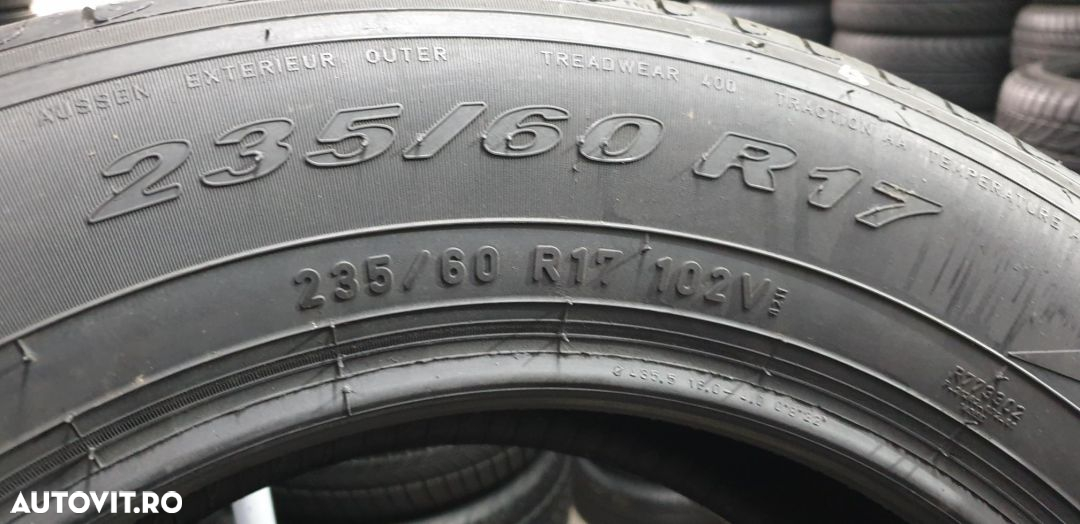 AUSSEN EXTERIEUR OUTER TREADWEAR 400 TRACTION AA TEMPERATURE A
235/60 R17
235/60 R17 102V
AUTOVIT.RO